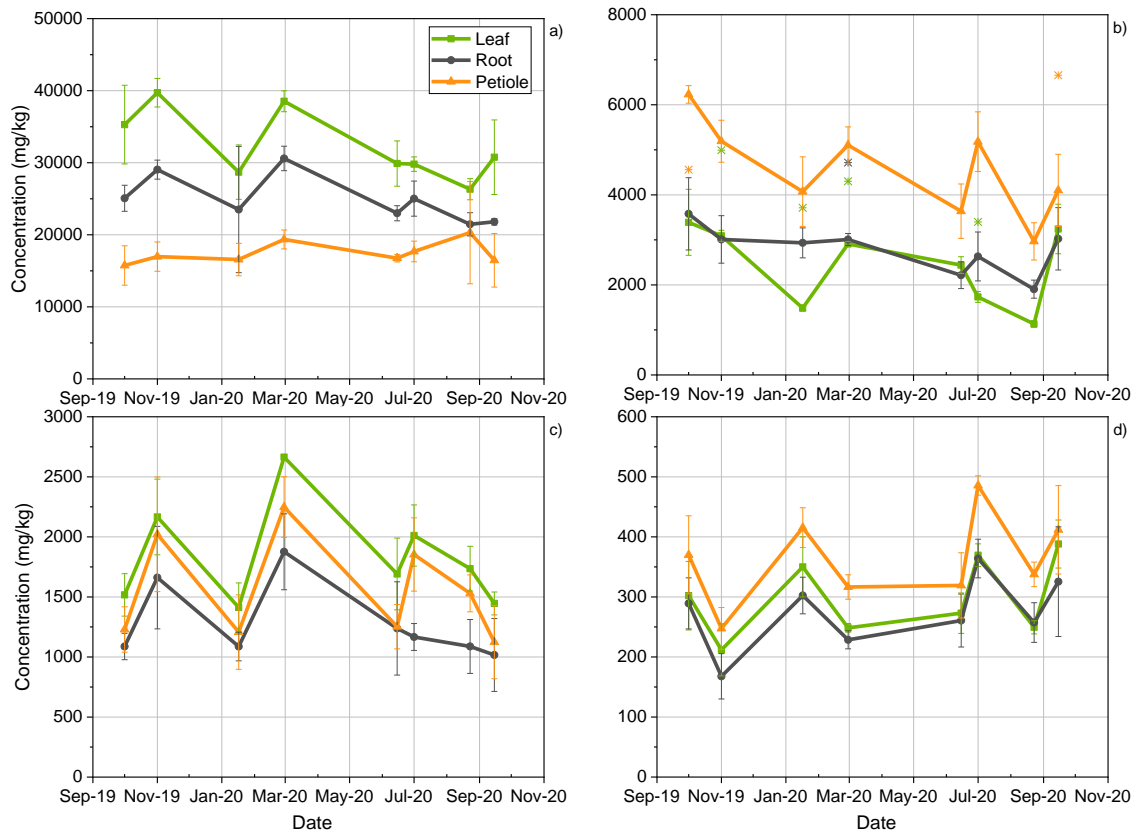 50000
40000
30000
20000
10000
0
Concentration (mg/kg)
a)
Leaf
Root
Petiole
Sep-19 Nov-19 Jan-20 Mar-20 May-20 Jul-20 Sep-20 Nov-20
8000
6000
4000
2000
0
b)
Sep-19 Nov-19 Jan-20 Mar-20 May-20 Jul-20 Sep-20 Nov-20
3000
2500
2000
1500
1000
500
0
Concentration (mg/kg)
c)
Sep-19 Nov-19 Jan-20 Mar-20 May-20 Jul-20 Sep-20 Nov-20
Date
600
500
400
300
200
100
0
d)
Sep-19 Nov-19 Jan-20 Mar-20 May-20 Jul-20 Sep-20 Nov-20
Date